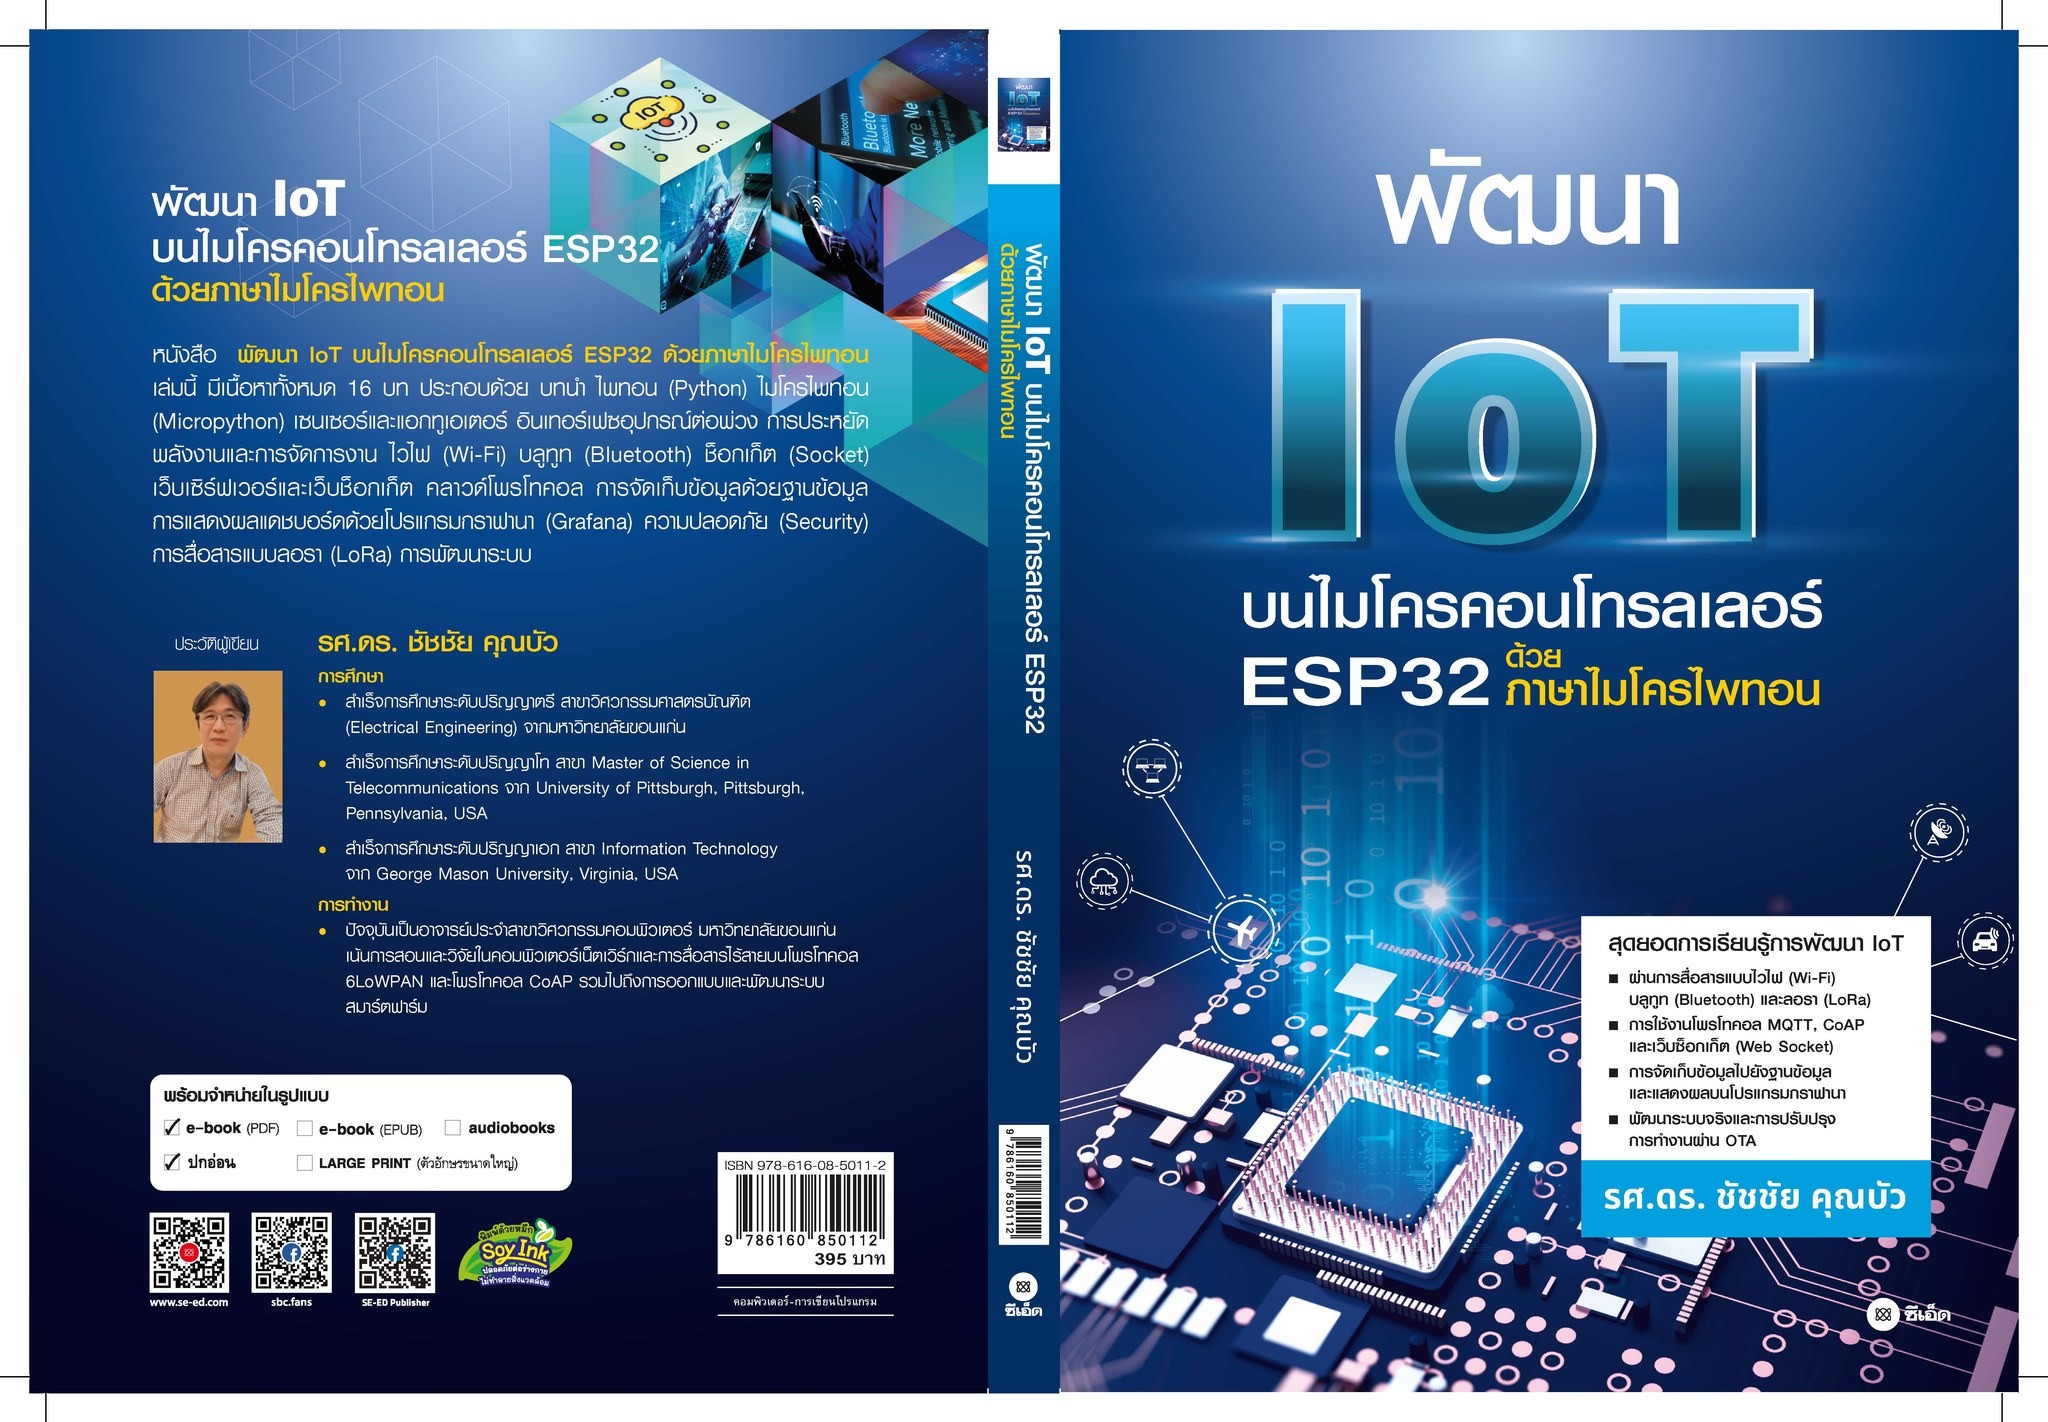 พัฒนา IoT
บนไมโครคอนโทรลเลอร์ ESP32
ด้วยภาษาไมโครไพทอน
หนังสือ พัฒนา IoT บนไมโครคอนโทรลเลอร์ ESP32 ด้วยภาษาไมโครไพทอน
เล่มนี้ มีเนื้อหาทั้งหมด 16 บท ประกอบด้วย บทนำ ไพทอน (Python) ไมโครไพทอน
(Micropython) เซนเซอร์และแอกทูเอเตอร์ อินเทอร์เฟซอุปกรณ์ต่อพ่วง การประหยัด
พลังงานและการจัดการงาน ไวไฟ (Wi-Fi) บลูทูท (Bluetooth) ช็อกเก็ต (Socket)
เว็บเซิร์ฟเวอร์และเว็บช็อกเก็ต คลาวด์โพรโทคอล การจัดเก็บข้อมูลด้วยฐานข้อมูล
การแสดงผลแดชบอร์ดด้วยโปรแกรมกราฟานา (Grafana) ความปลอดภัย (Security)
การสื่อสารแบบลอรา (LoRa) การพัฒนาระบบ
ประวัติผู้เขียน
รศ.ดร. ชัชชัย คุณบัว
การศึกษา
• สำเร็จการศึกษาระดับปริญญาตรี สาขาวิศวกรรมศาสตรบัณฑิต
(Electrical Engineering) จากมหาวิทยาลัยขอนแก่น
• สำเร็จการศึกษาระดับปริญญาโท สาขา Master of Science in
Telecommunications จาก University of Pittsburgh, Pittsburgh,
Pennsylvania, USA
• สำเร็จการศึกษาระดับปริญญาเอก สาขา Information Technology
จาก George Mason University, Virginia, USA
การทำงาน
• ปัจจุบันเป็นอาจารย์ประจำสาขาวิศวกรรมคอมพิวเตอร์ มหาวิทยาลัยขอนแก่น
เน้นการสอนและวิจัยในคอมพิวเตอร์เน็ตเวิร์กและการสื่อสารไร้สายบนโพรโทคอล
6LoWPAN และโพรโทคอล CoAP รวมไปถึงการออกแบบและพัฒนาระบบ
สมาร์ตฟาร์ม
พร้อมจำหน่ายในรูปแบบ
e-book (PDF) e-book (EPUB) audiobooks
ปกอ่อน LARGE PRINT (ตัวอักษรขนาดใหญ่)
www.se-ed.com
sbc.fans
SE-ED Publisher
พิมพ์ด้วยหมึก
Soy Ink
ปลอดภัยต่อร่างกาย
ไม่ทำลายสิ่งแวดล้อม
ISBN 978-616-08-5011-2
9 786160 850112
395 บาท
คอมพิวเตอร์-การเขียนโปรแกรม
IOT
Bluetooth
More Ne
พัฒนา IoT บนไมโครคอนโทรลเลอร์ ESP32
ด้วยภาษาไมโครไพทอน
รศ.ดร. ชัชชัย คุณบัว
9 786160 850112
ซีเอ็ด
พัฒนา
IoT
บนไมโครคอนโทรลเลอร์
ESP32 ด้วย
ภาษาไมโครไพทอน
สุดยอดการเรียนรู้การพัฒนา IoT
■ ผ่านการสื่อสารแบบไวไฟ (Wi-Fi)
บลูทูท (Bluetooth) และลอรา (LoRa)
■ การใช้งานโพรโทคอล MQTT, CoAP
และเว็บช็อกเก็ต (Web Socket)
■ การจัดเก็บข้อมูลไปยังฐานข้อมูล
และแสดงผลบนโปรแกรมกราฟานา
■ พัฒนาระบบจริงและการปรับปรุง
การทำงานผ่าน OTA
รศ.ดร. ชัชชัย คุณบัว
ซีเอ็ด